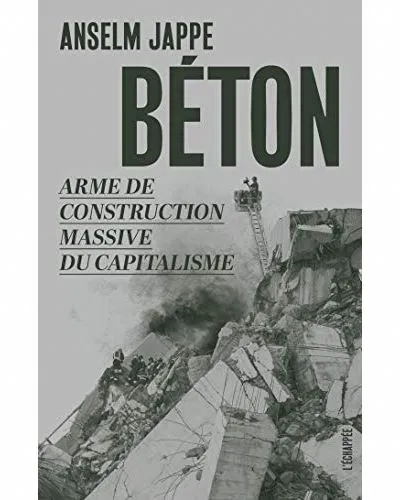 ANSELM JAPPE
BÉTON
ARME DE
CONSTRUCTION
MASSIVE
DU CAPITALISME
L'ÉCHAPPÉE